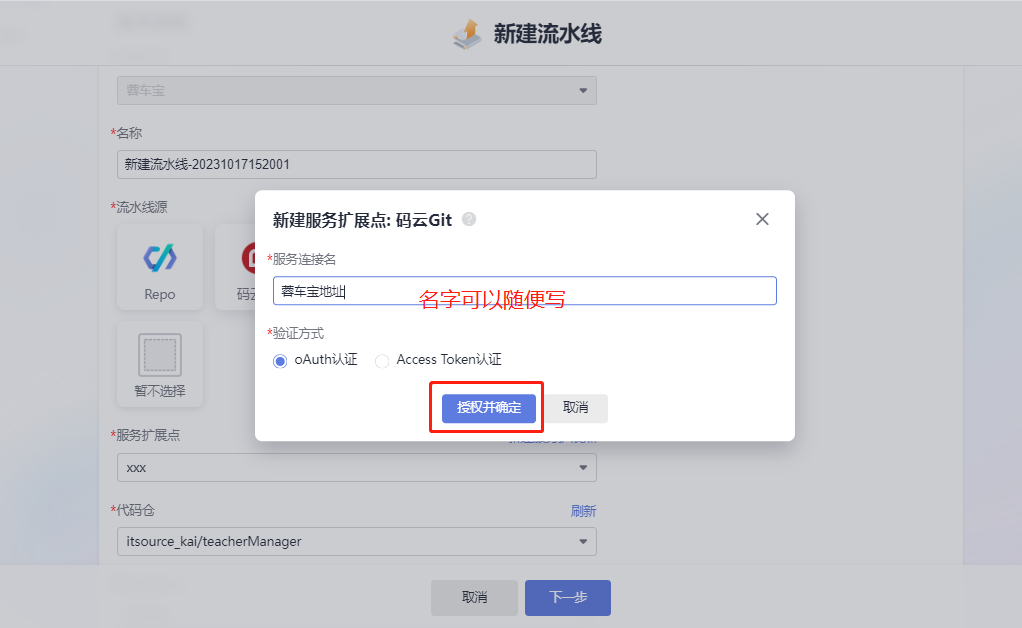 新建流水线
蓉车宝
*名称
新建流水线-20231017152001
*流水线源
Repo
暂不选择
新建服务扩展点: 码云Git
*服务连接名
蓉车宝地址
名字可以随便写
*验证方式
oAuth认证
Access Token认证
授权并确定
取消
*服务扩展点
xxx
*代码仓
刷新
itsource_kai/teacherManager
取消
下一步